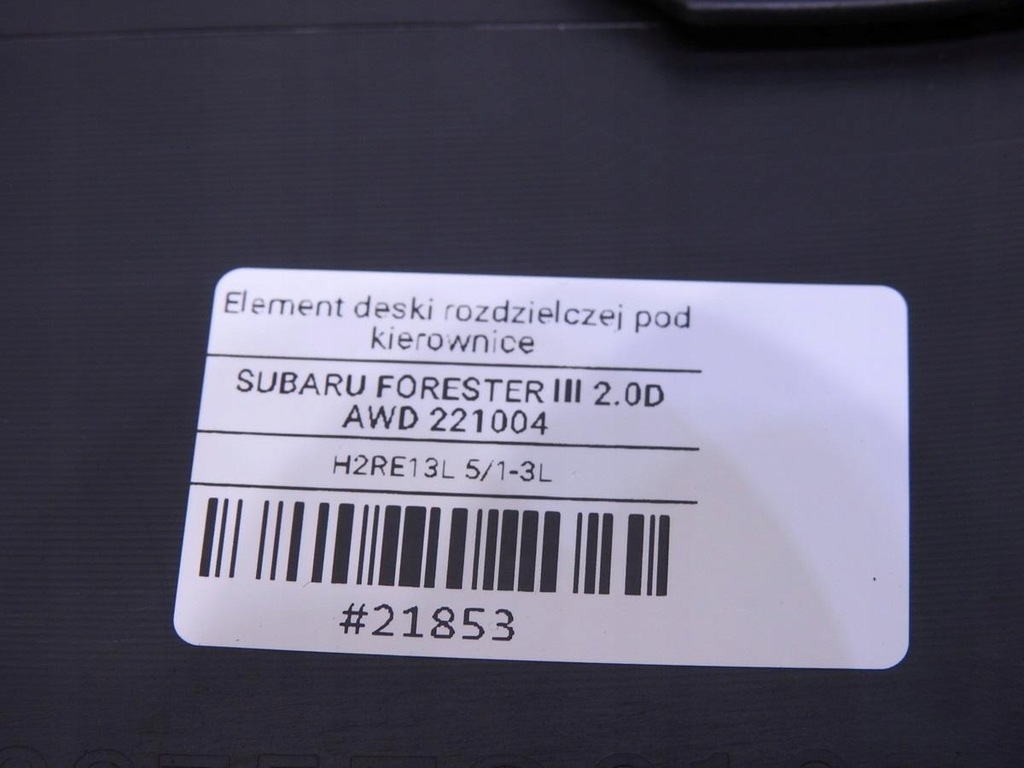 Element deski rozdzielczej pod
kierownice
SUBARU FORESTER III 2.0D
AWD 221004
H2RE13L 5/1-3L
#21853